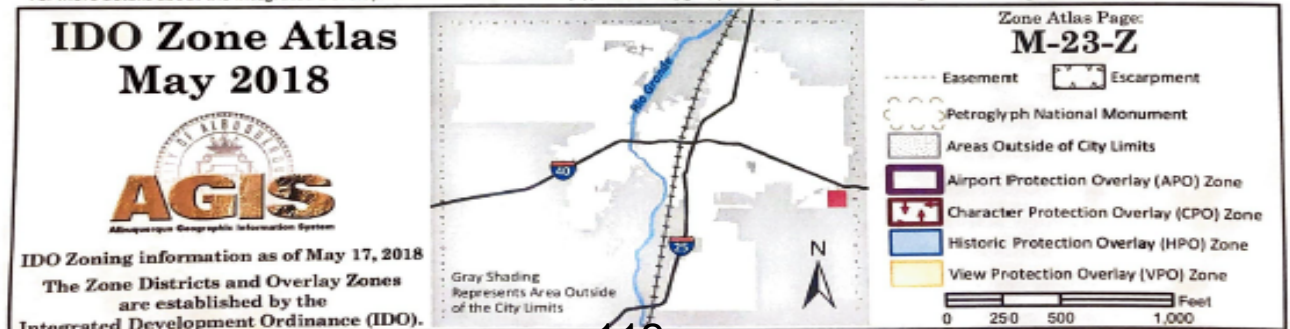 IDO Zone Atlas
May 2018
CITY OF ALBUQUERQUE
AGIS
Albuquerque Geographic Information System
IDO Zoning information as of May 17, 2018
The Zone Districts and Overlay Zones
are established by the
Integrated Development Ordinance (IDO).
Rio Grande
40
25
Gray Shading
Represents Area Outside
of the City Limits
N
Zone Atlas Page:
M-23-Z
Easement
Escarpment
Petroglyph National Monument
Areas Outside of City Limits
Airport Protection Overlay (APO) Zone
Character Protection Overlay (CPO) Zone
Historic Protection Overlay (HPO) Zone
View Protection Overlay (VPO) Zone
Feet
0 250 500 1,000